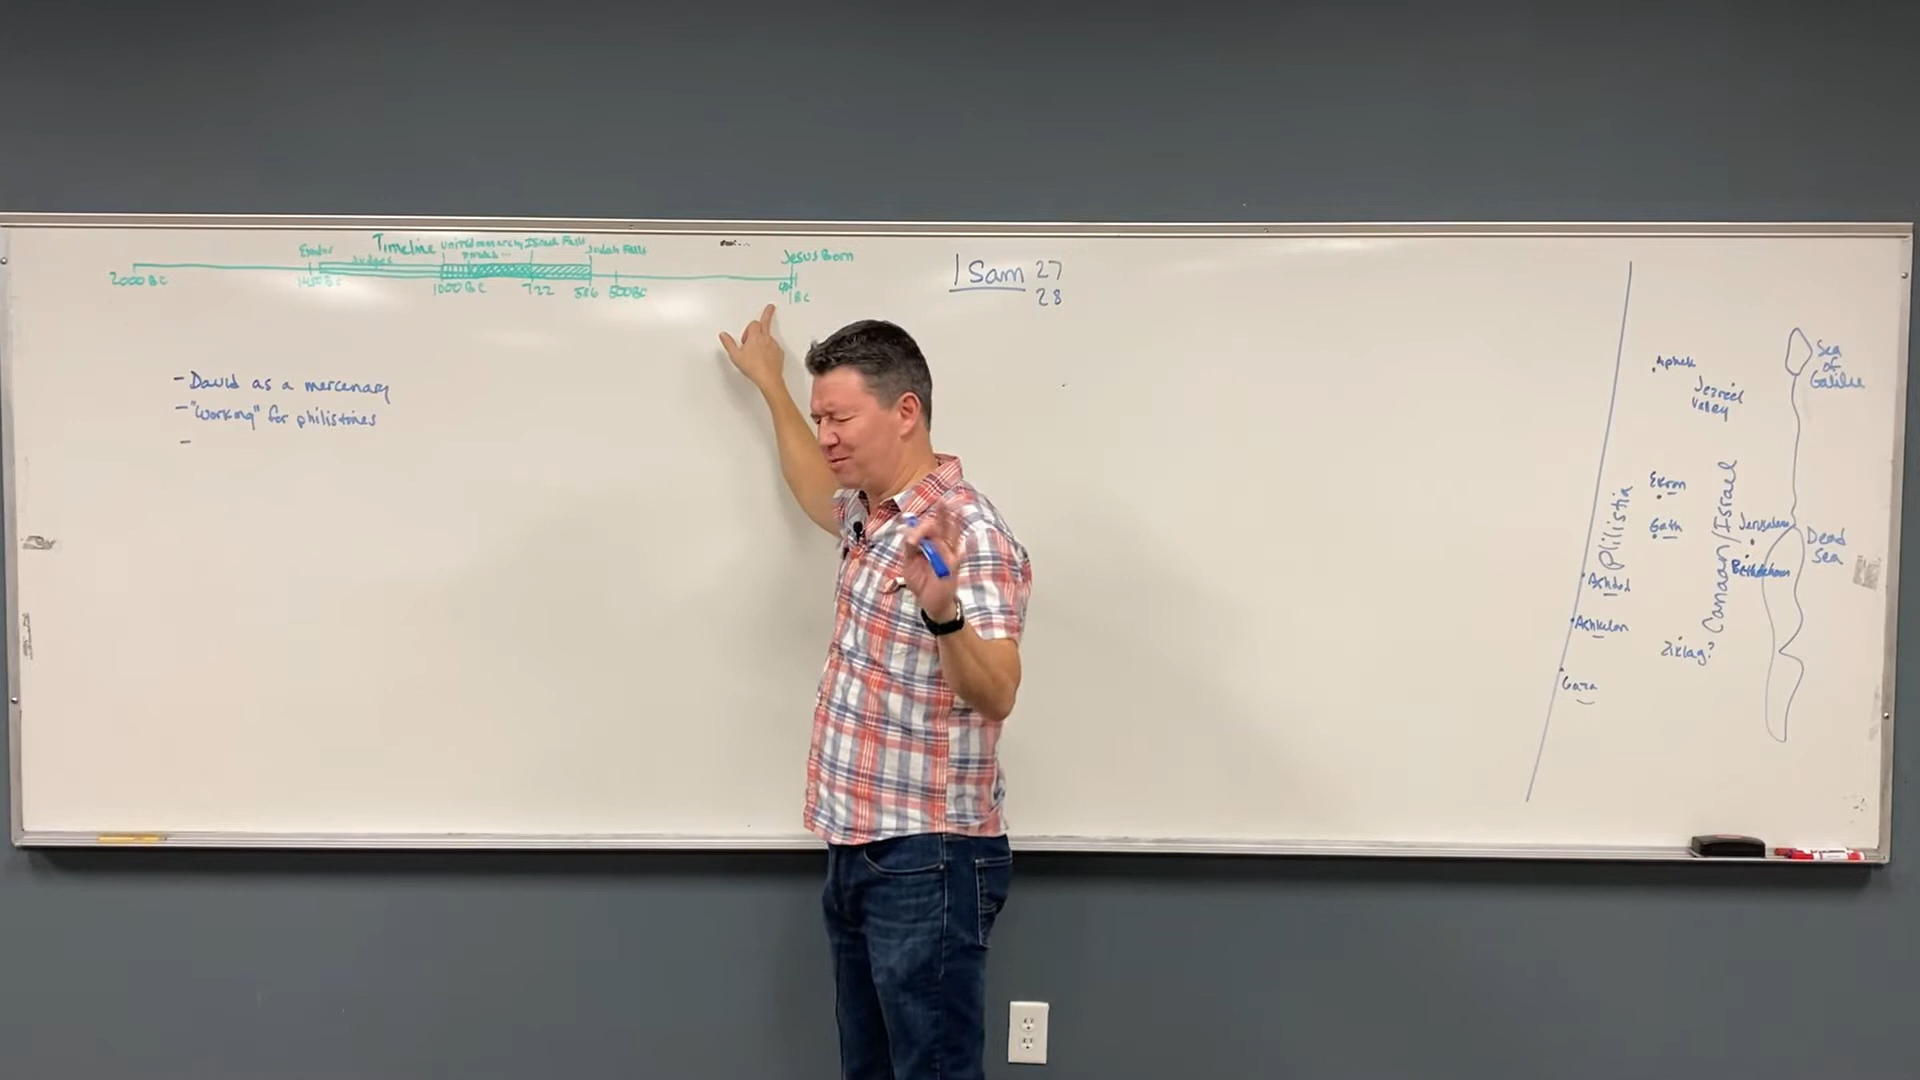 Timeline
Exodus
Judges
United monarchy
Israel Falls
Judah Falls
Jesus Born
2000 BC
1450 BC
1000 BC
722
586
500 BC
1 BC
1 Sam 27
28
- David as a mercenary
- "Working" for philistines
-
Aphek
Jezreel
Valley
Sea
of
Galilee
Ekron
Gath
Philistia
Canaan/Israel
Jerusalem
Bethlehem
Dead
Sea
Ashdod
Ashkelon
Ziklag?
Gaza